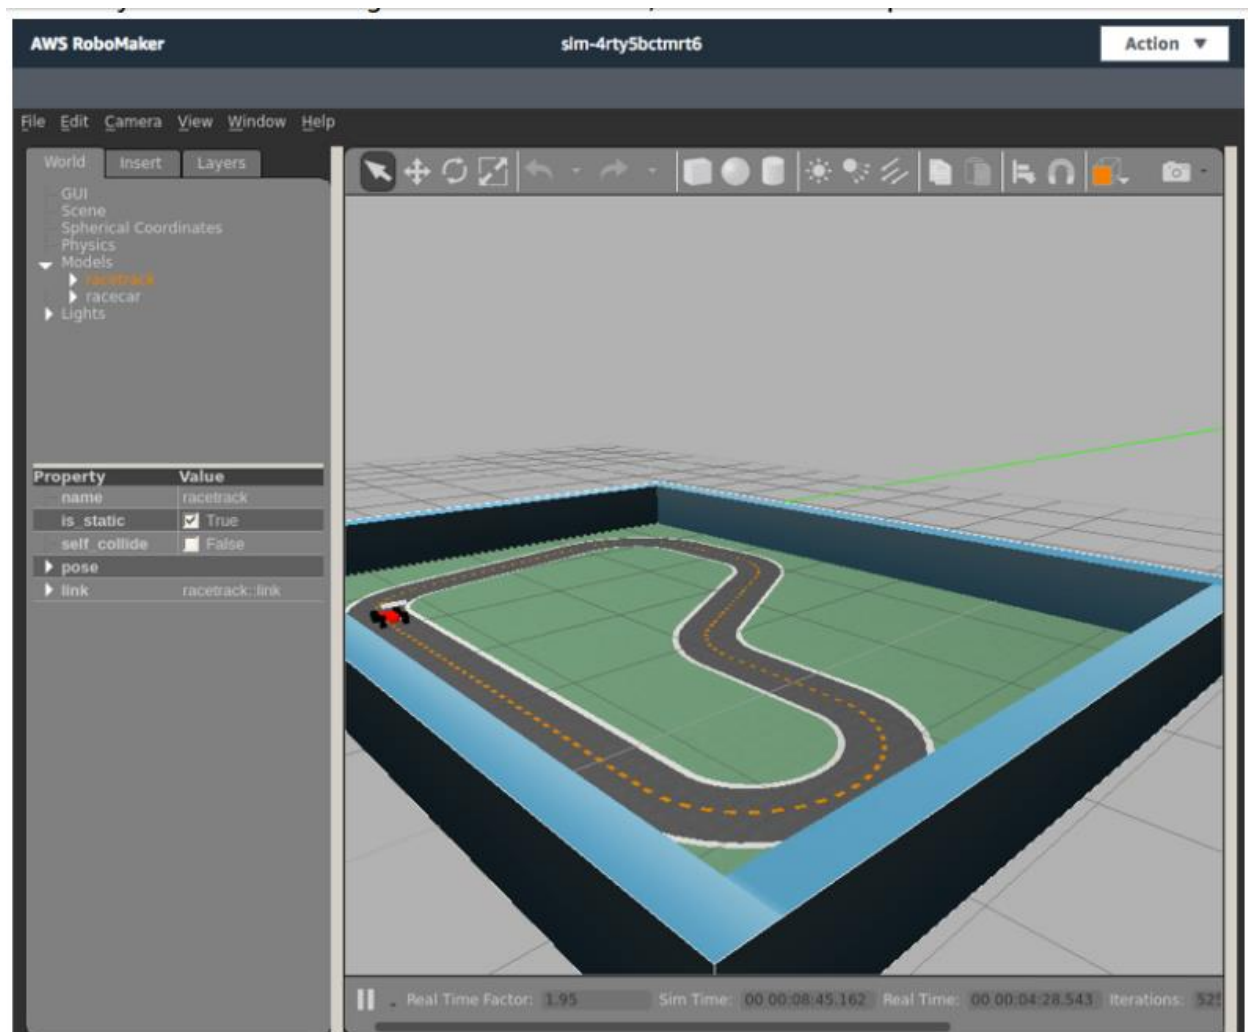 AWS RoboMaker sim-4rty5bctmrt6 Action
File Edit Camera View Window Help
World Insert Layers
GUI
Scene
Spherical Coordinates
Physics
Models
racetrack
racecar
Lights
Property Value
name racetrack
is_static True
self_collide False
pose
link racetrack::link
Real Time Factor: 1.95 Sim Time: 00 00:08:45.162 Real Time: 00 00:04:28.543 Iterations: